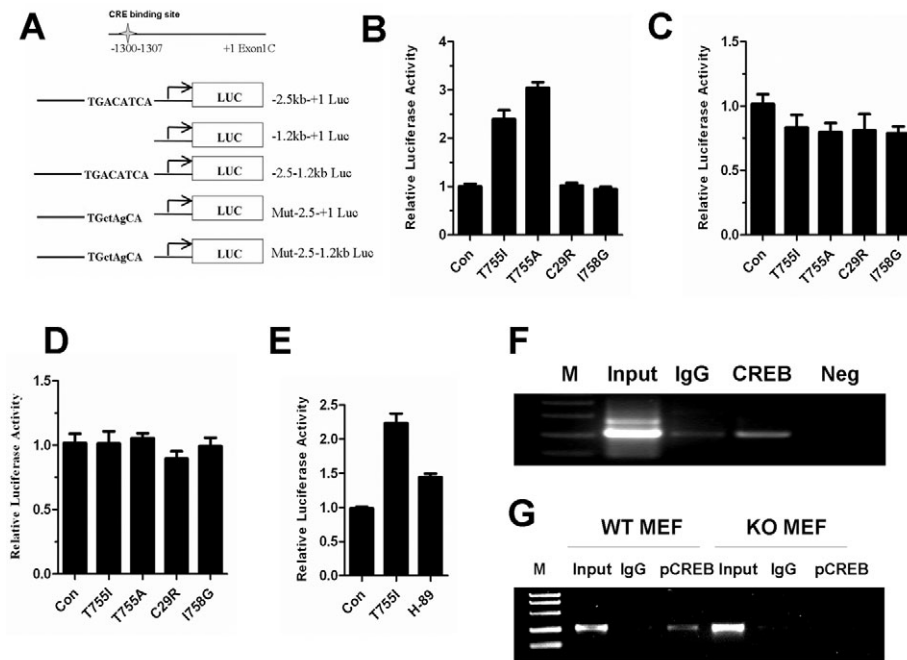 A
CRE binding site
-1300-1307
+1 Exon1C
TGACATCA
LUC
-2.5kb-+1 Luc
LUC
-1.2kb-+1 Luc
TGACATCA
LUC
-2.5-1.2kb Luc
TGctAgCA
LUC
Mut-2.5-+1 Luc
TGctAgCA
LUC
Mut-2.5-1.2kb Luc
B
Relative Luciferase Activity
4
3
2
1
0
Con
T755I
T755A
C29R
I758G
C
Relative Luciferase Activity
1.5
1.0
0.5
0.0
Con
T755I
T755A
C29R
I758G
D
Relative Luciferase Activity
1.5
1.0
0.5
0.0
Con
T755I
T755A
C29R
I758G
E
Relative Luciferase Activity
2.5
2.0
1.5
1.0
0.5
0.0
Con
T755I
H-89
F
M Input IgG CREB Neg
G
WT MEF KO MEF
M Input IgG pCREB Input IgG pCREB